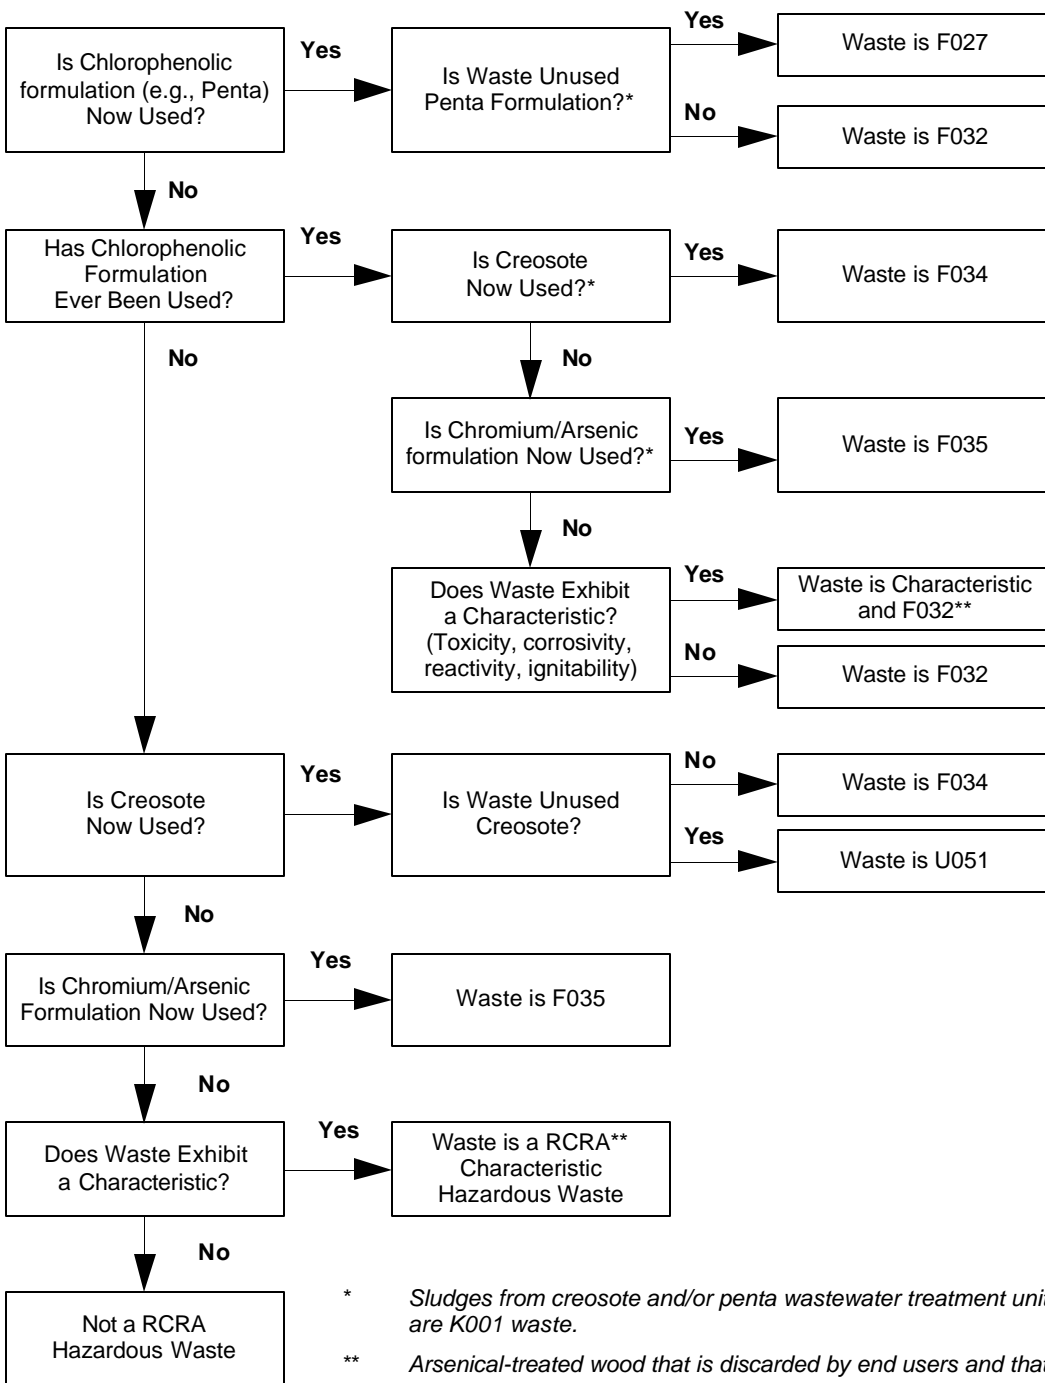 Is Chlorophenolic
formulation (e.g., Penta)
Now Used?
Yes
Is Waste Unused
Penta Formulation?*
Yes
Waste is F027
No
Waste is F032
No
Has Chlorophenolic
Formulation
Ever Been Used?
Yes
Is Creosote
Now Used?*
Yes
Waste is F034
No
No
Is Chromium/Arsenic
formulation Now Used?*
Yes
Waste is F035
No
Does Waste Exhibit
a Characteristic?
(Toxicity, corrosivity,
reactivity, ignitability)
Yes
Waste is Characteristic
and F032**
No
Waste is F032
Is Creosote
Now Used?
Yes
Is Waste Unused
Creosote?
No
Waste is F034
Yes
Waste is U051
No
Is Chromium/Arsenic
Formulation Now Used?
Yes
Waste is F035
No
Does Waste Exhibit
a Characteristic?
Yes
Waste is a RCRA**
Characteristic
Hazardous Waste
No
Not a RCRA
Hazardous Waste
* Sludges from creosote and/or penta wastewater treatment unit
are K001 waste.
** Arsenical-treated wood that is discarded by end users and that